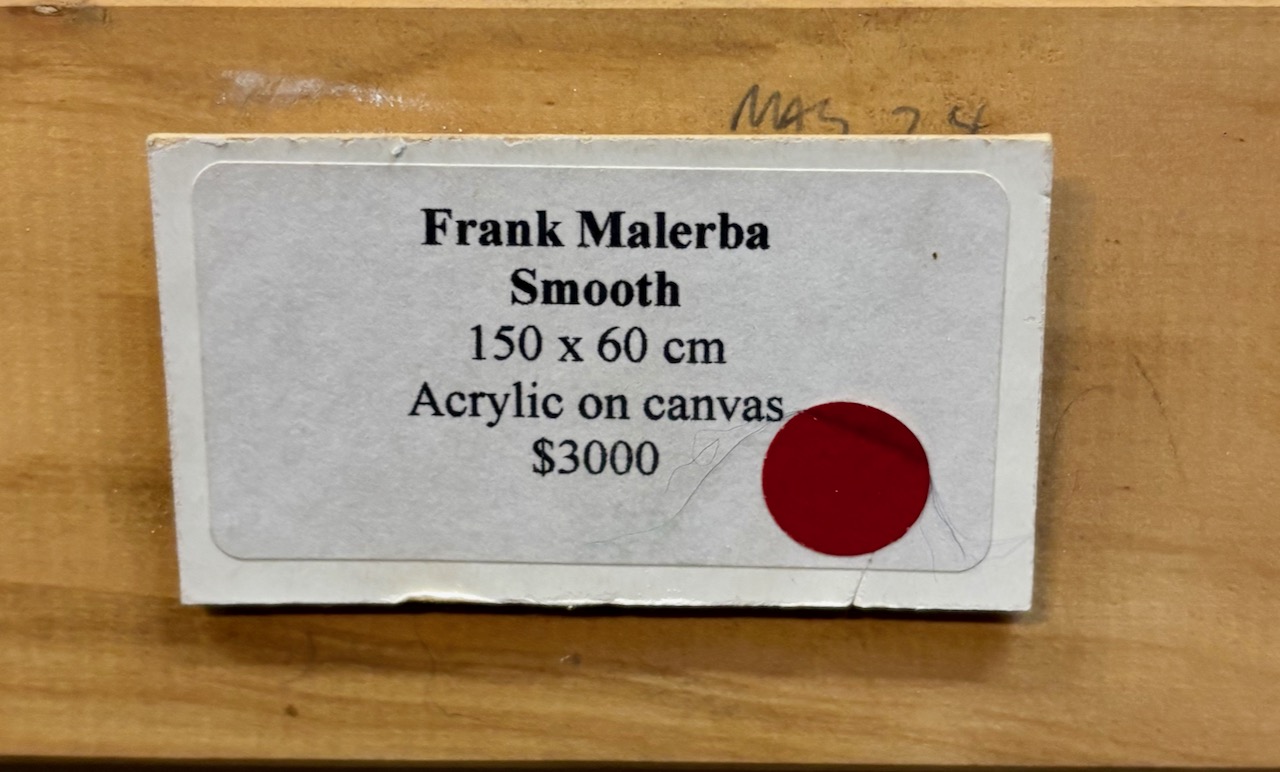 Frank Malerba
Smooth
150 x 60 cm
Acrylic on canvas
$3000